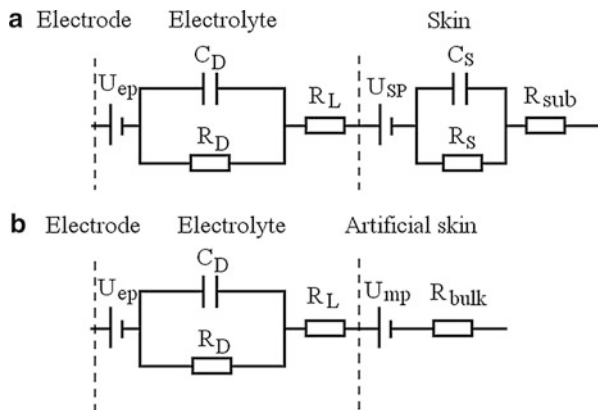 a Electrode Electrolyte Skin
C_D C_S
U_ep U_SP
R_L R_sub
R_D R_S
b Electrode Electrolyte Artificial skin
C_D
U_ep R_L U_mp R_bulk
R_D